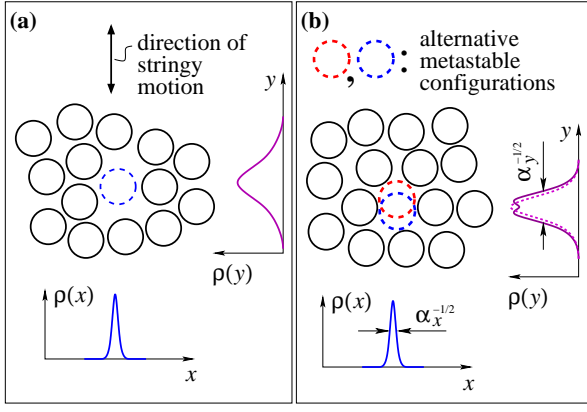 (a)
direction of
stringy
motion
y
ρ(y)
ρ(x)
x
(b)
, :
alternative
metastable
configurations
y
α_y^{-1/2}
ρ(y)
ρ(x)
α_x^{-1/2}
x